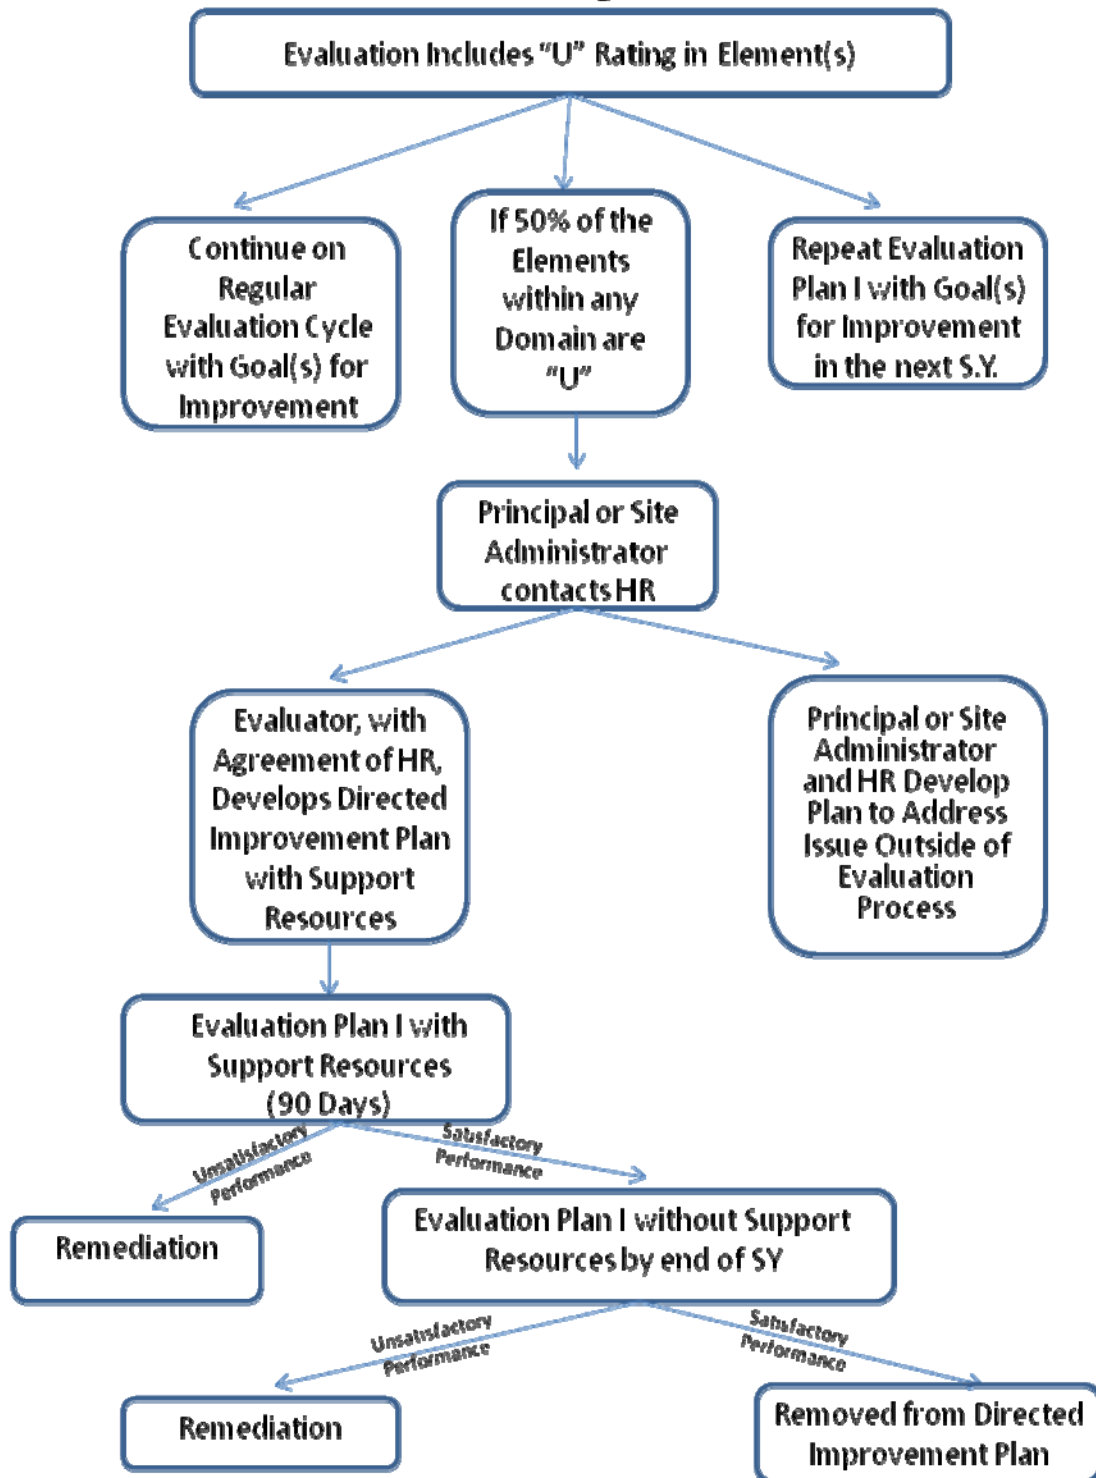 Evaluation Includes “U” Rating in Element(s)
Continue on
Regular
Evaluation Cycle
with Goal(s) for
Improvement
If 50% of the
Elements
within any
Domain are
“U”
Repeat Evaluation
Plan I with Goal(s)
for Improvement
in the next S.Y.
Principal or Site
Administrator
contacts HR
Evaluator, with
Agreement of HR,
Develops Directed
Improvement Plan
with Support
Resources
Principal or Site
Administrator
and HR Develop
Plan to Address
Issue Outside of
Evaluation
Process
Evaluation Plan I with
Support Resources
(90 Days)
Unsatisfactory
Performance
Satisfactory
Performance
Remediation
Evaluation Plan I without Support
Resources by end of SY
Unsatisfactory
Performance
Satisfactory
Performance
Remediation
Removed from Directed
Improvement Plan